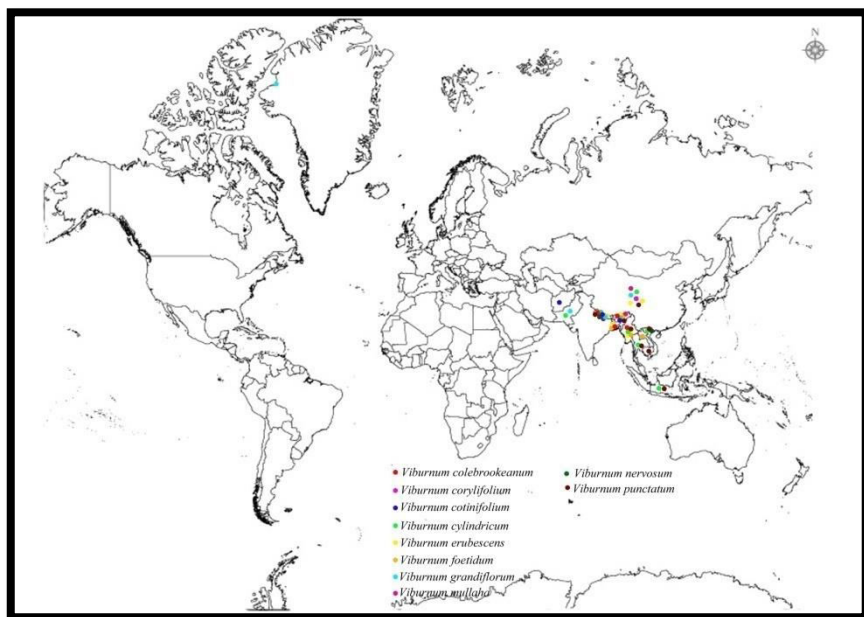 N
Viburnum colebrookeanum
Viburnum corylifolium
Viburnum cotinifolium
Viburnum cylindricum
Viburnum erubescens
Viburnum foetidum
Viburnum grandiflorum
Viburnum mullaha
Viburnum nervosum
Viburnum punctatum